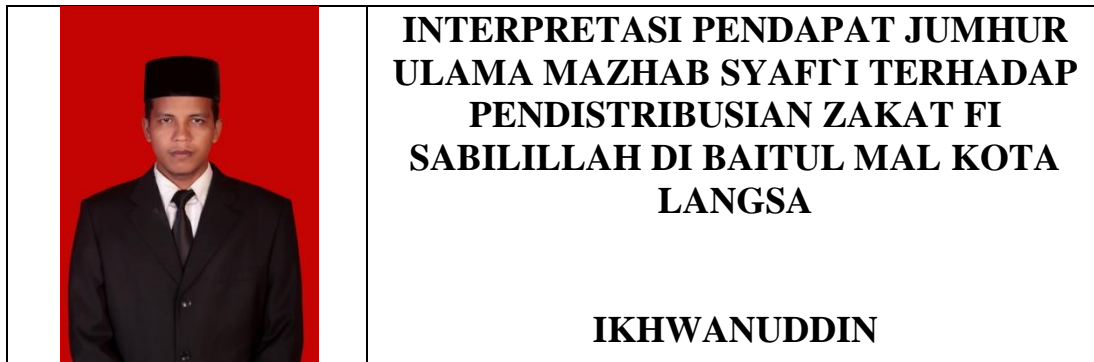 INTERPRETASI PENDAPAT JUMHUR
ULAMA MAZHAB SYAFI`I TERHADAP
PENDISTRIBUSIAN ZAKAT FI
SABILILLAH DI BAITUL MAL KOTA
LANGSA
IKHWANUDDIN